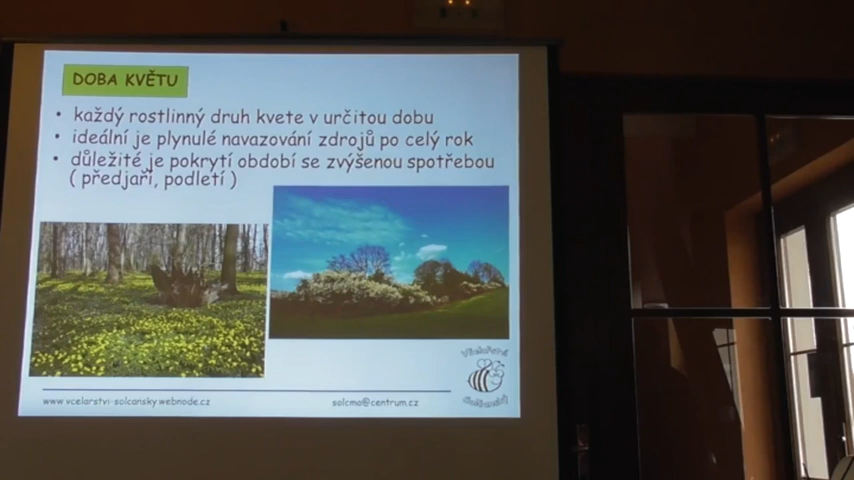 DOBA KVĚTU
• každý rostlinný druh kvete v určitou dobu
• ideální je plynulé navazování zdrojů po celý rok
• důležité je pokrytí období se zvýšenou spotřebou
( předjaří, podletí )
Včelařství
www.vcelarstvi-solcansky.webnode.cz
solcma@centrum.cz